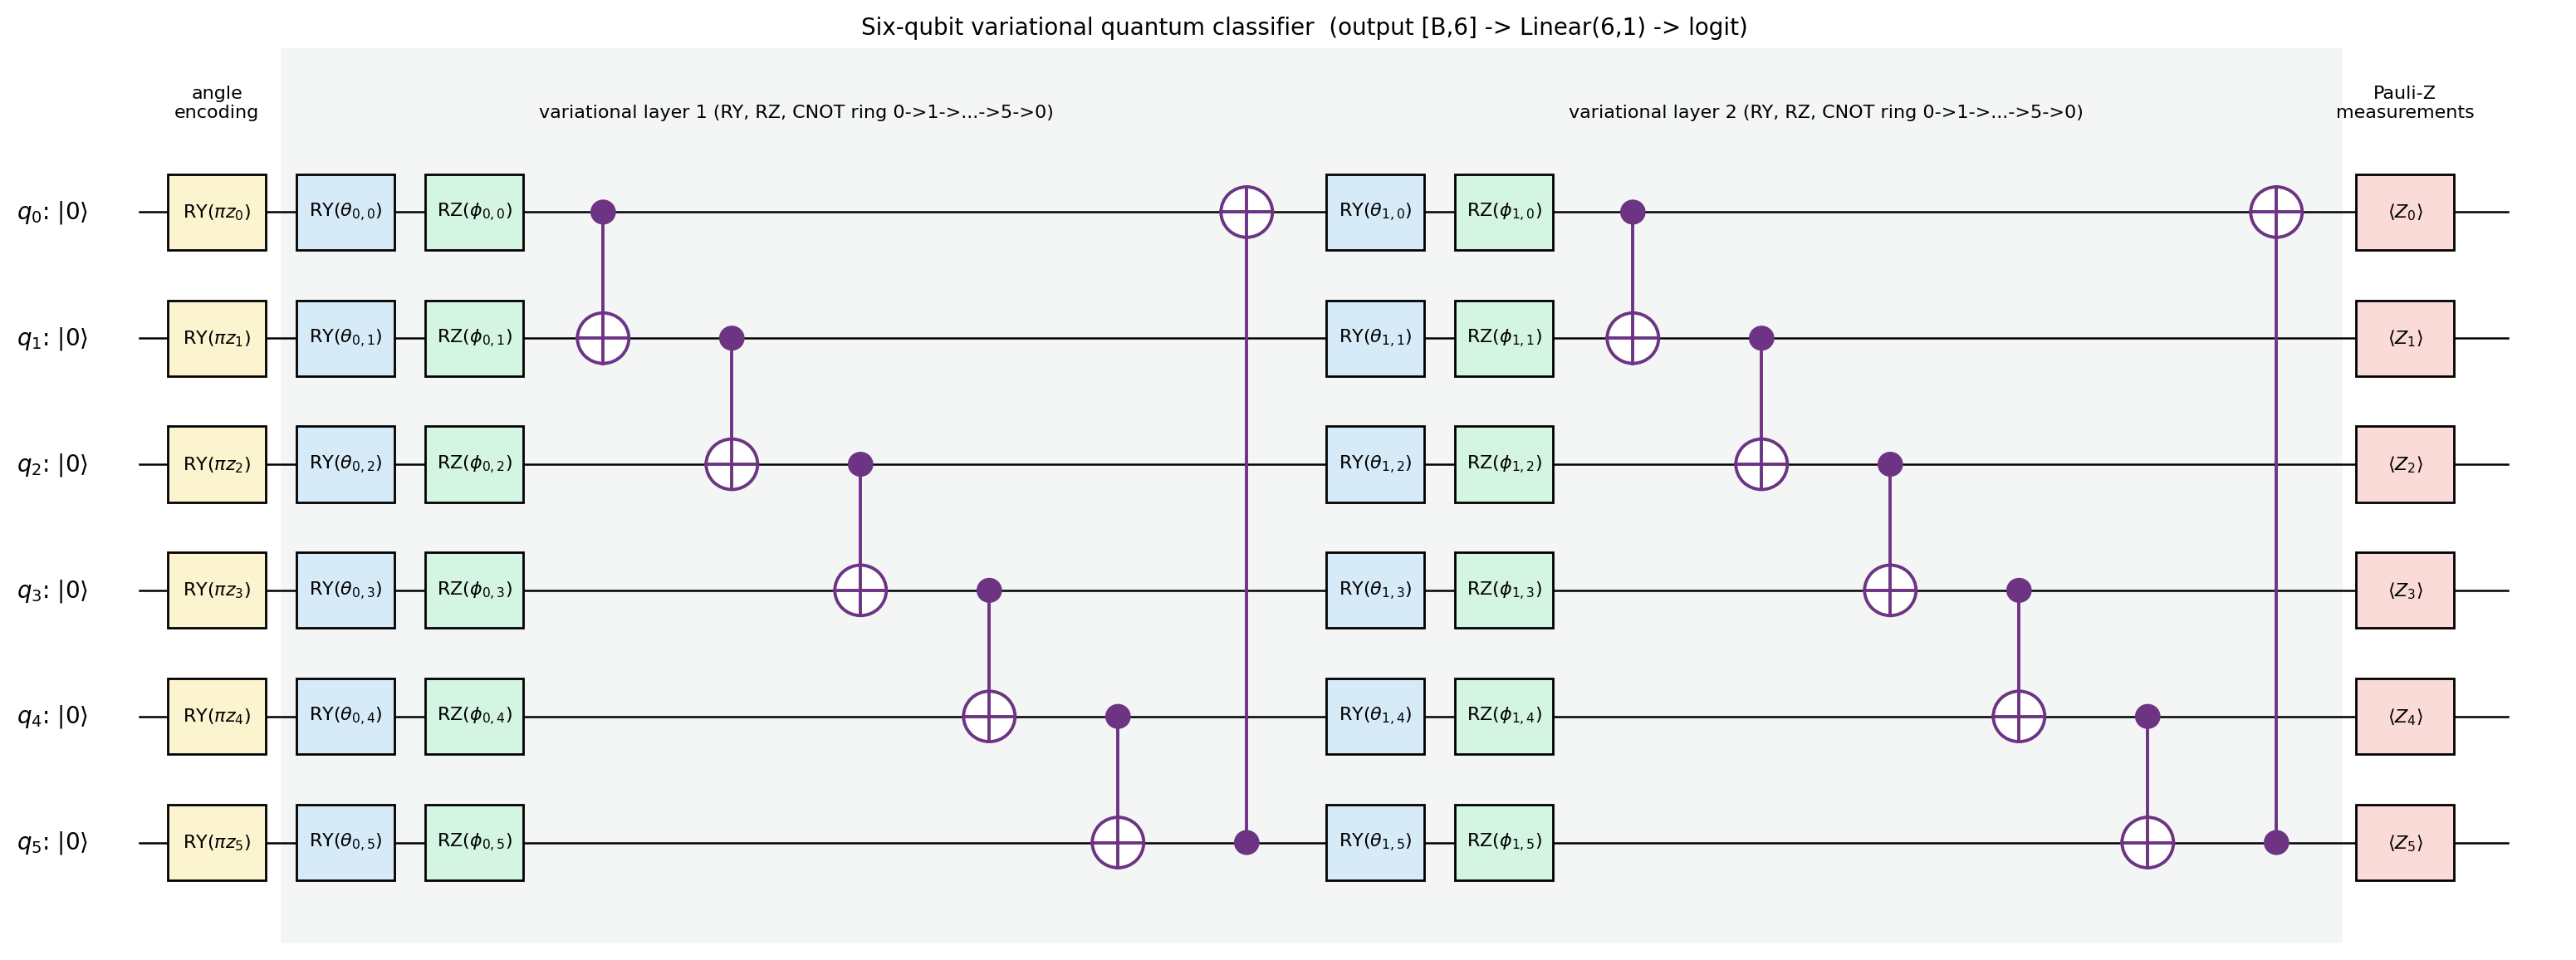 Six-qubit variational quantum classifier (output [B,6] -> Linear(6,1) -> logit)
angle
encoding
variational layer 1 (RY, RZ, CNOT ring 0->1->...->5->0)
variational layer 2 (RY, RZ, CNOT ring 0->1->...->5->0)
Pauli-Z
measurements
q₀: |0⟩ RY(πz₀) RY(θ₀,₀) RZ(ϕ₀,₀) RY(θ₁,₀) RZ(ϕ₁,₀) ⟨Z₀⟩
q₁: |0⟩ RY(πz₁) RY(θ₀,₁) RZ(ϕ₀,₁) RY(θ₁,₁) RZ(ϕ₁,₁) ⟨Z₁⟩
q₂: |0⟩ RY(πz₂) RY(θ₀,₂) RZ(ϕ₀,₂) RY(θ₁,₂) RZ(ϕ₁,₂) ⟨Z₂⟩
q₃: |0⟩ RY(πz₃) RY(θ₀,₃) RZ(ϕ₀,₃) RY(θ₁,₃) RZ(ϕ₁,₃) ⟨Z₃⟩
q₄: |0⟩ RY(πz₄) RY(θ₀,₄) RZ(ϕ₀,₄) RY(θ₁,₄) RZ(ϕ₁,₄) ⟨Z₄⟩
q₅: |0⟩ RY(πz₅) RY(θ₀,₅) RZ(ϕ₀,₅) RY(θ₁,₅) RZ(ϕ₁,₅) ⟨Z₅⟩